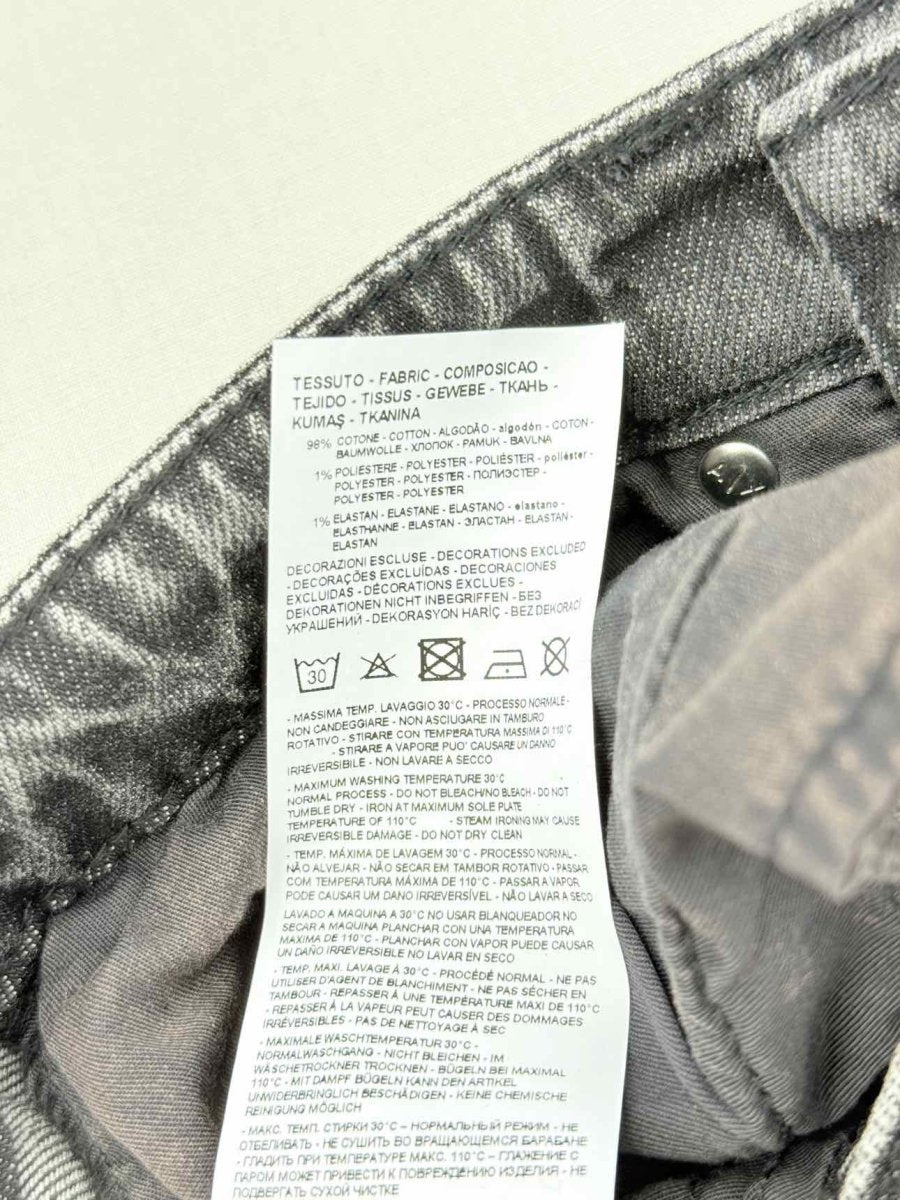 TESSUTO - FABRIC - COMPOSICAO -
TEJIDO - TISSUS - GEWEBE - ТКАНЬ -
KUMAŞ - TKANINA
98% COTONE - COTTON - ALGODÃO - algodón - COTON -
BAUMWOLLE - ХЛОПОК - PAMUK - BAVLNA
1% POLIESTERE - POLYESTER - POLIÉSTER - poliéster -
POLYESTER - POLYESTER - ПОЛИЭСТЕР -
POLYESTER - POLYESTER
1% ELASTAN - ELASTANE - ELASTANO - elastano -
ELASTHANNE - ELASTAN - ЭЛАСТАН - ELASTAN -
ELASTAN
DECORAZIONI ESCLUSE - DECORATIONS EXCLUDED
- DECORAÇÕES EXCLUÍDAS - DECORACIONES
EXCLUIDAS - DÉCORATIONS EXCLUES -
DEKORATIONEN NICHT INBEGRIFFEN - БЕЗ
УКРАШЕНИЙ - DEKORASYON HARİÇ - BEZ DEKORACÍ
30
- MASSIMA TEMP. LAVAGGIO 30°C - PROCESSO NORMALE -
NON CANDEGGIARE - NON ASCIUGARE IN TAMBURO
ROTATIVO - STIRARE CON TEMPERATURA MASSIMA DI 110°C
- STIRARE A VAPORE PUO' CAUSARE UN DANNO
IRREVERSIBILE - NON LAVARE A SECCO
- MAXIMUM WASHING TEMPERATURE 30°C
NORMAL PROCESS - DO NOT BLEACHINO BLEACH - DO NOT
TUMBLE DRY - IRON AT MAXIMUM SOLE PLATE
TEMPERATURE OF 110°C - STEAM IRONING MAY CAUSE
IRREVERSIBLE DAMAGE - DO NOT DRY CLEAN
- TEMP. MÁXIMA DE LAVAGEM 30°C - PROCESSO NORMAL -
NÃO ALVEJAR - NÃO SECAR EM TAMBOR ROTATIVO - PASSAR
COM TEMPERATURA MÁXIMA DE 110°C - PASSAR A VAPOR
PODE CAUSAR UM DANO IRREVERSÍVEL - NÃO LAVAR A SECO
LAVADO A MAQUINA A 30°C NO USAR BLANQUEADOR NO
SECAR A MAQUINA PLANCHAR CON UNA TEMPERATURA
MAXIMA DE 110°C - PLANCHAR CON VAPOR PUEDE CAUSAR
UN DAÑO IRREVERSIBLE NO LAVAR EN SECO
- TEMP. MAXI. LAVAGE À 30°C - PROCÉDÉ NORMAL - NE PAS
UTILISER D'AGENT DE BLANCHIMENT - NE PAS SÉCHER EN
TAMBOUR - REPASSER À UNE TEMPÉRATURE MAXI DE 110°C
- REPASSER À LA VAPEUR PEUT CAUSER DES DOMMAGES
IRRÉVERSIBLES - PAS DE NETTOYAGE À SEC
- MAXIMALE WASCHTEMPERATUR 30°C -
NORMALWASCHGANG - NICHT BLEICHEN - IM
WÄSCHETROCKNER TROCKNEN - BÜGELN BEI MAXIMAL
110°C - MIT DAMPF BÜGELN KANN DEN ARTIKEL
UNWIDERBRINGLICH BESCHÄDIGEN - KEINE CHEMISCHE
REINIGUNG MÖGLICH
- МАКС. ТЕМП. СТИРКИ 30°C – НОРМАЛЬНЫЙ РЕЖИМ - НЕ
ОТБЕЛИВАТЬ - НЕ СУШИТЬ ВО ВРАЩАЮЩЕМСЯ БАРАБАНЕ
- ГЛАДИТЬ ПРИ ТЕМПЕРАТУРЕ МАКС. 110°C – ГЛАЖЕНИЕ С
ПАРОМ МОЖЕТ ПРИВЕСТИ К ПОВРЕЖДЕНИЮ ИЗДЕЛИЯ - НЕ
ПОДВЕРГАТЬ СУХОЙ ЧИСТКЕ